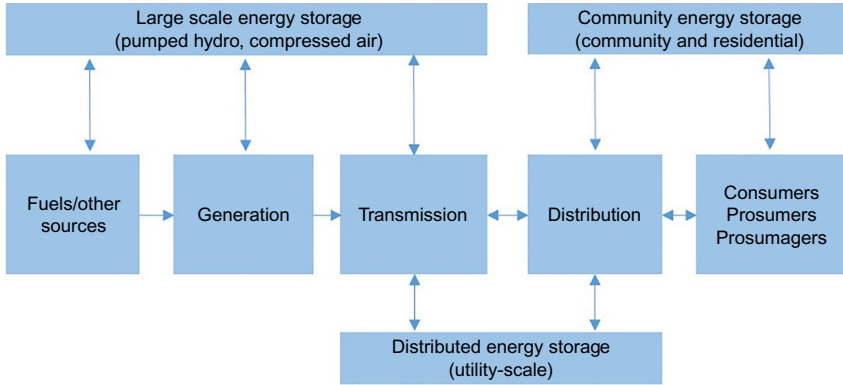 Large scale energy storage
(pumped hydro, compressed air)
Community energy storage
(community and residential)
Fuels/other
sources
Generation
Transmission
Distribution
Consumers
Prosumers
Prosumagers
Distributed energy storage
(utility-scale)